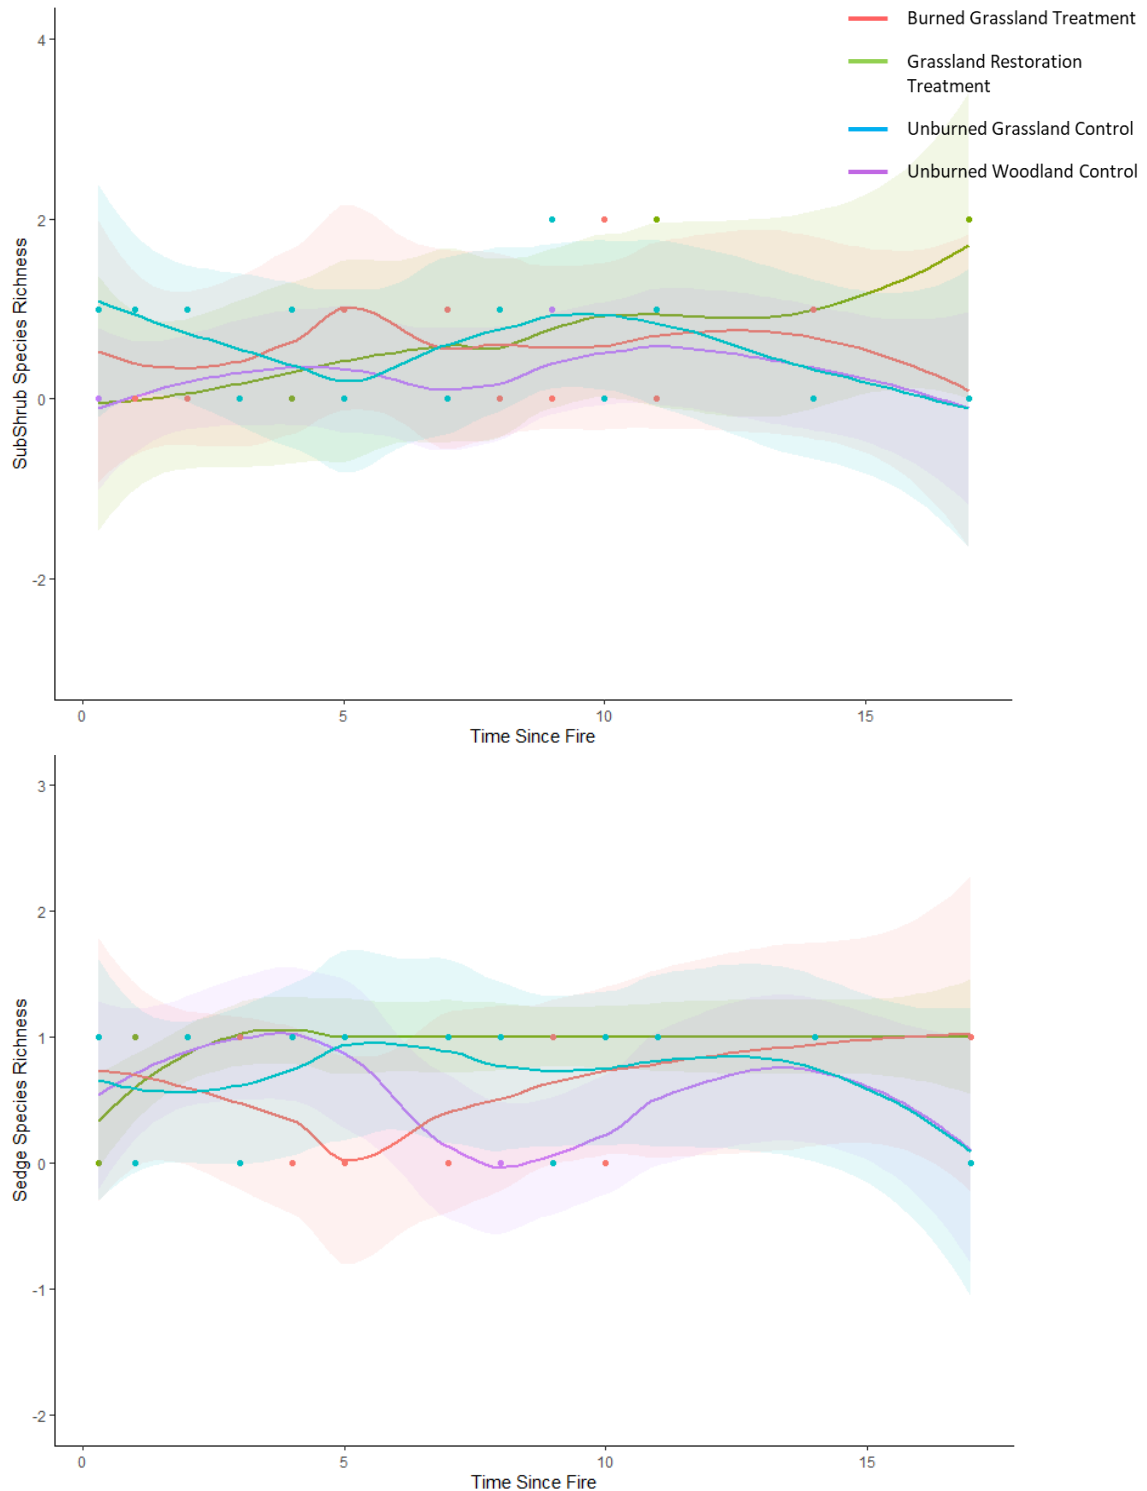 Burned Grassland Treatment
Grassland Restoration
Treatment
Unburned Grassland Control
Unburned Woodland Control
4
2
0
-2
SubShrub Species Richness
0
5
10
15
Time Since Fire
3
2
1
0
-1
-2
Sedge Species Richness
0
5
10
15
Time Since Fire